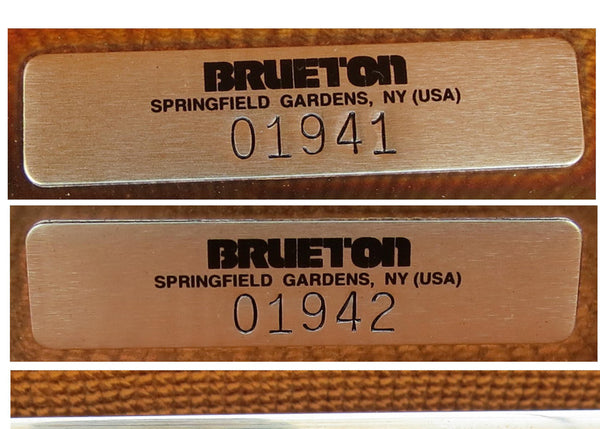 BRUETON
SPRINGFIELD GARDENS, NY (USA)
01941
BRUETON
SPRINGFIELD GARDENS, NY (USA)
01942